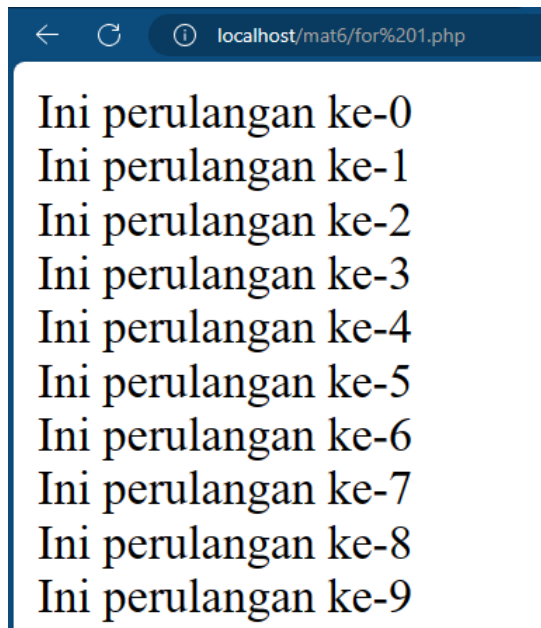 localhost/mat6/for%201.php
Ini perulangan ke-0
Ini perulangan ke-1
Ini perulangan ke-2
Ini perulangan ke-3
Ini perulangan ke-4
Ini perulangan ke-5
Ini perulangan ke-6
Ini perulangan ke-7
Ini perulangan ke-8
Ini perulangan ke-9